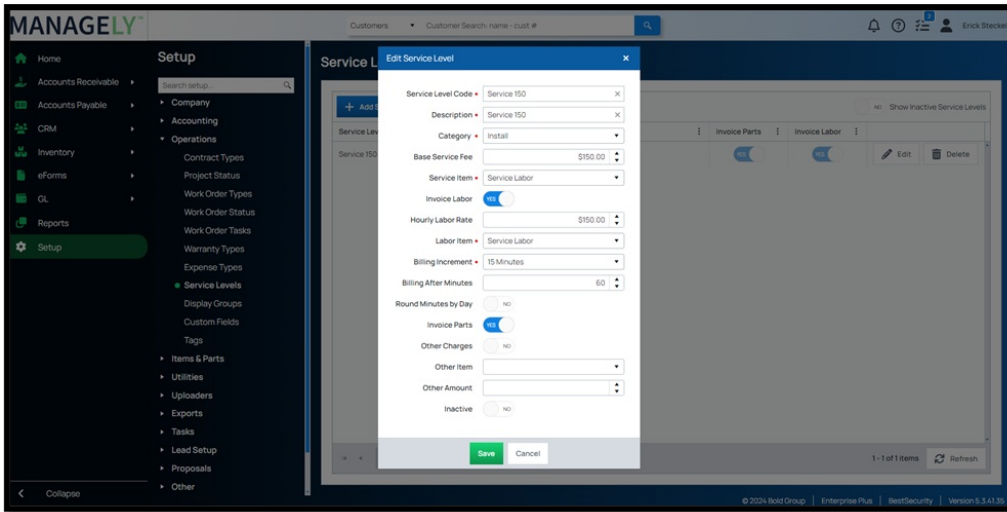 MANAGELY
Customers
Customer Search: name - cust #
Erick Steckel
Home
Accounts Receivable
Accounts Payable
CRM
Inventory
eForms
GL
Reports
Setup
Collapse
Setup
Search setup...
Company
Accounting
Operations
Contract Types
Project Status
Work Order Types
Work Order Status
Work Order Tasks
Warranty Types
Expense Types
Service Levels
Display Groups
Custom Fields
Tags
Items & Parts
Utilities
Uploaders
Exports
Tasks
Lead Setup
Proposals
Other
Service L
+ Add S
NO Show Inactive Service Levels
Service Lev
Invoice Parts
Invoice Labor
Service 150
YES
YES
Edit
Delete
Edit Service Level
Service Level Code • Service 150
Description • Service 150
Category • Install
Base Service Fee $150.00
Service Item • Service Labor
Invoice Labor YES
Hourly Labor Rate $150.00
Labor Item • Service Labor
Billing Increment • 15 Minutes
Billing After Minutes 60
Round Minutes by Day NO
Invoice Parts YES
Other Charges NO
Other Item
Other Amount
Inactive NO
Save
Cancel
1 - 1 of 1 items
Refresh
© 2024 Bold Group | Enterprise Plus | BestSecurity | Version 5.3.41.35